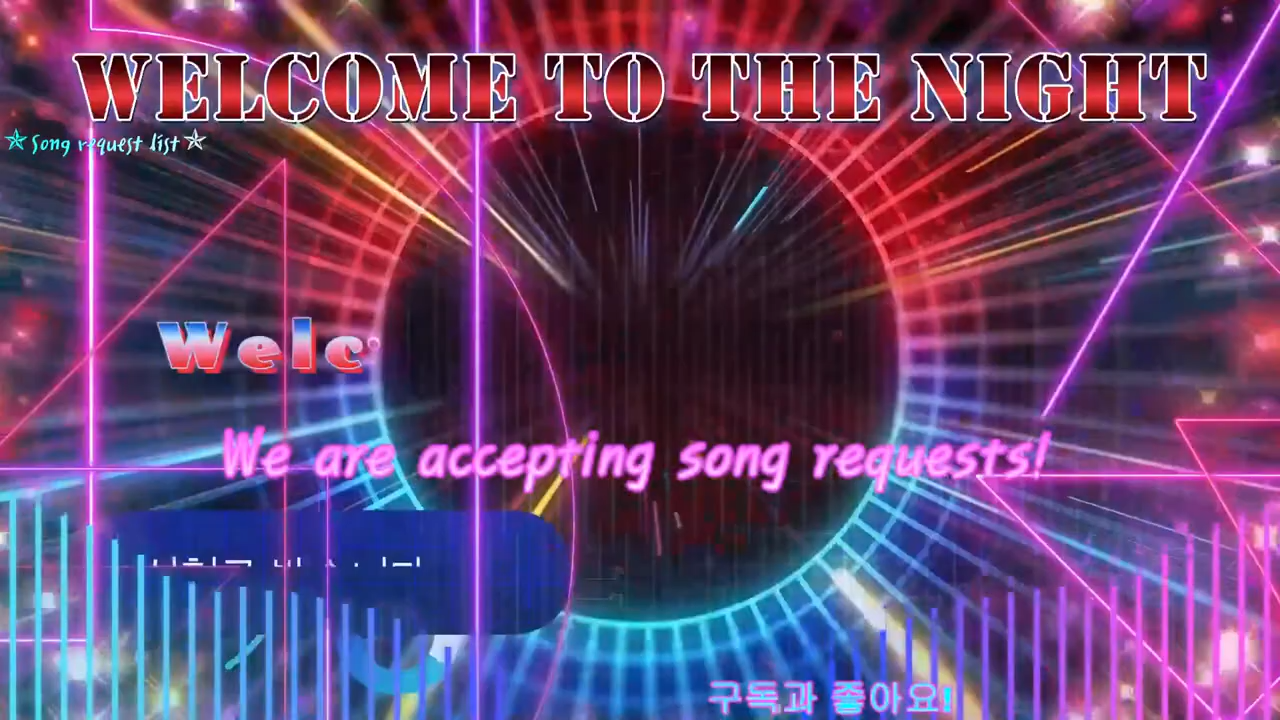 WELCOME TO THE NIGHT
☆Song request list☆
Welc
We are accepting song requests!
구독과 좋아요!